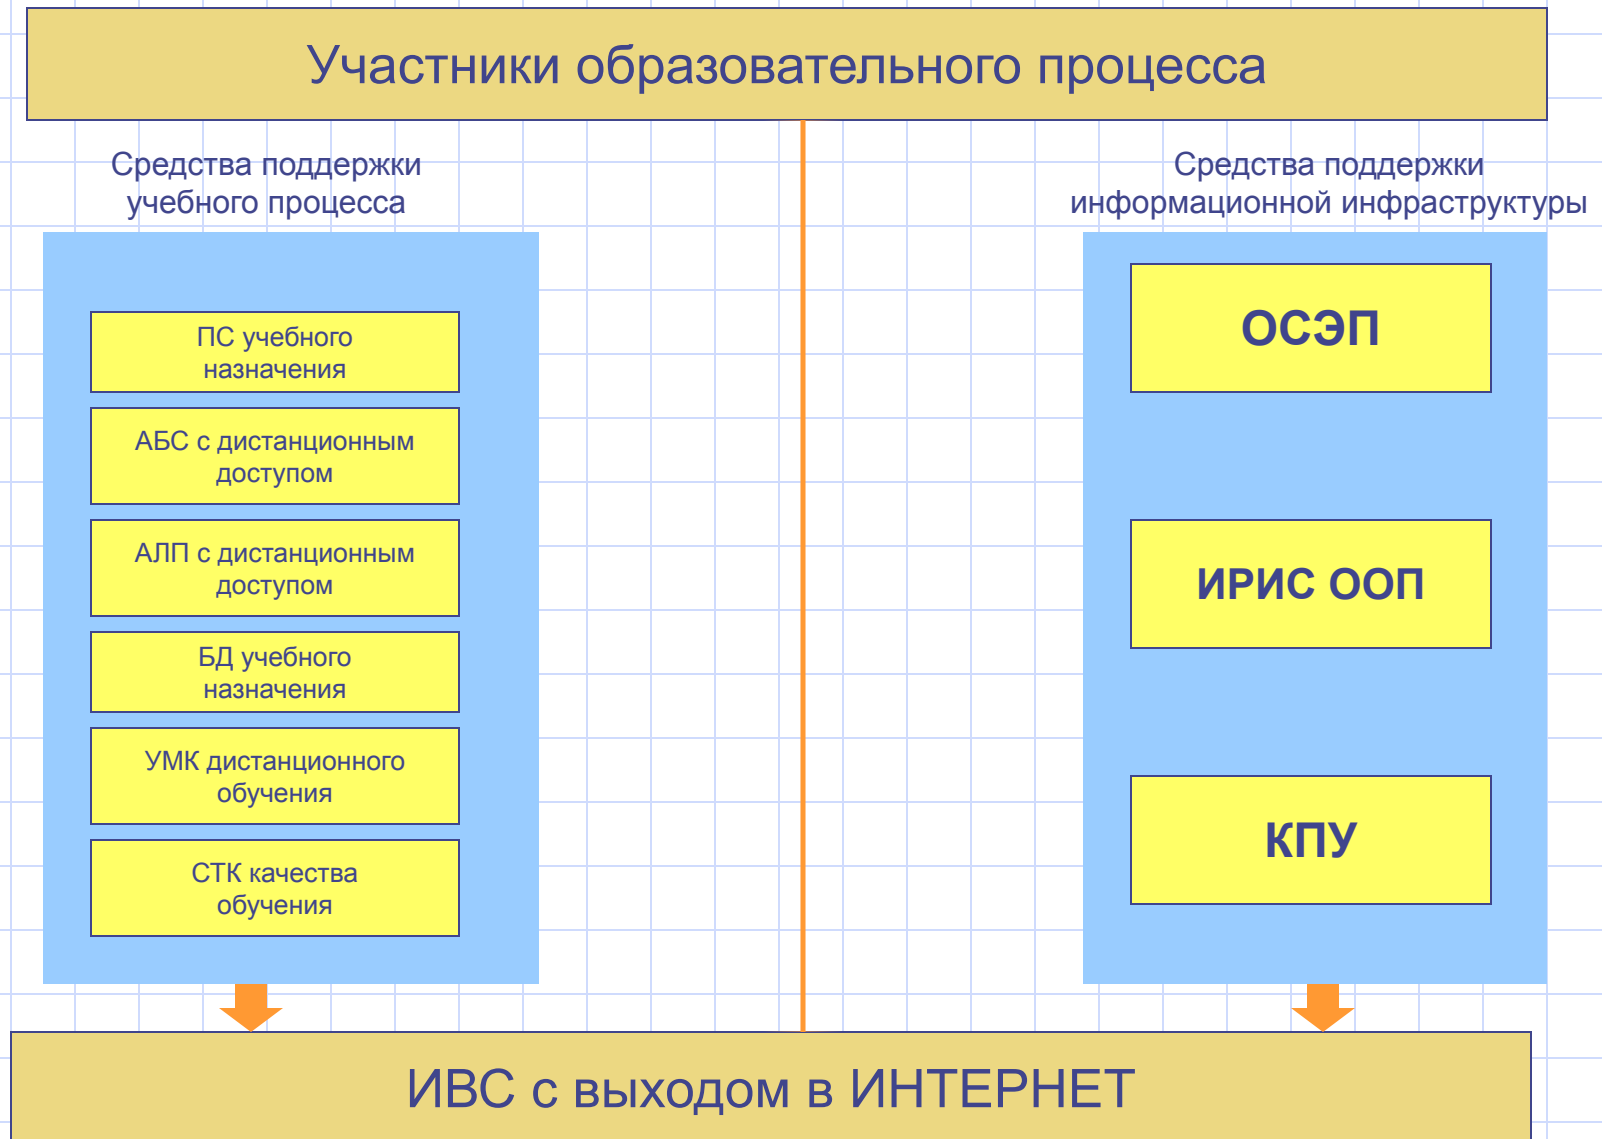 Участники образовательного процесса
Средства поддержки
учебного процесса
ПС учебного
назначения
АБС с дистанционным
доступом
АЛП с дистанционным
доступом
БД учебного
назначения
УМК дистанционного
обучения
СТК качества
обучения
Средства поддержки
информационной инфраструктуры
ОСЭП
ИРИС ООП
КПУ
ИВС с выходом в ИНТЕРНЕТ